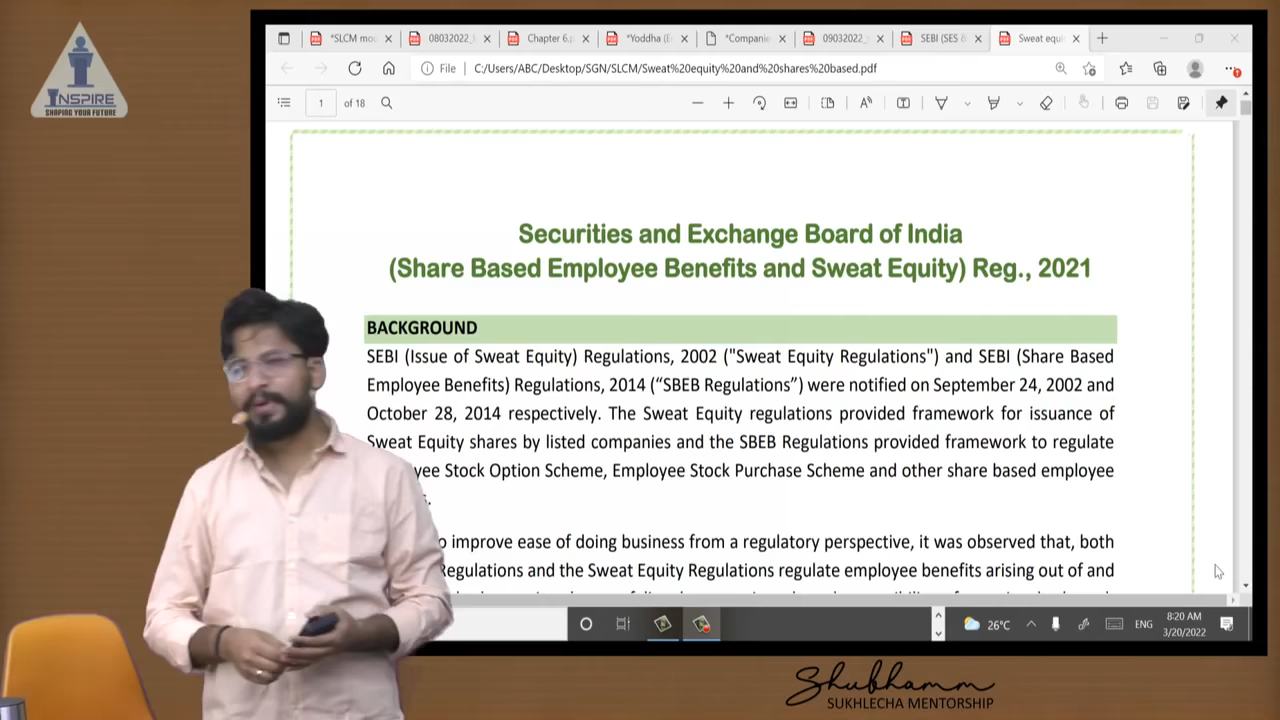 INSPIRE
SHAPING YOUR FUTURE
*SLCM mo
08032022_
Chapter 6.
*Yoddha (
*Companie
09032022_
SEBI (SES &
Sweat equi
File
C:/Users/ABC/Desktop/SGN/SLCM/Sweat%20equity%20and%20shares%20based.pdf
1 of 18
Securities and Exchange Board of India
(Share Based Employee Benefits and Sweat Equity) Reg., 2021
BACKGROUND
SEBI (Issue of Sweat Equity) Regulations, 2002 ("Sweat Equity Regulations") and SEBI (Share Based
Employee Benefits) Regulations, 2014 (“SBEB Regulations”) were notified on September 24, 2002 and
October 28, 2014 respectively. The Sweat Equity regulations provided framework for issuance of
Sweat Equity shares by listed companies and the SBEB Regulations provided framework to regulate
yee Stock Option Scheme, Employee Stock Purchase Scheme and other share based employee
s.
o improve ease of doing business from a regulatory perspective, it was observed that, both
Regulations and the Sweat Equity Regulations regulate employee benefits arising out of and
26°C
ENG
8:20 AM
3/20/2022
Shubhamm
SUKHLECHA MENTORSHIP